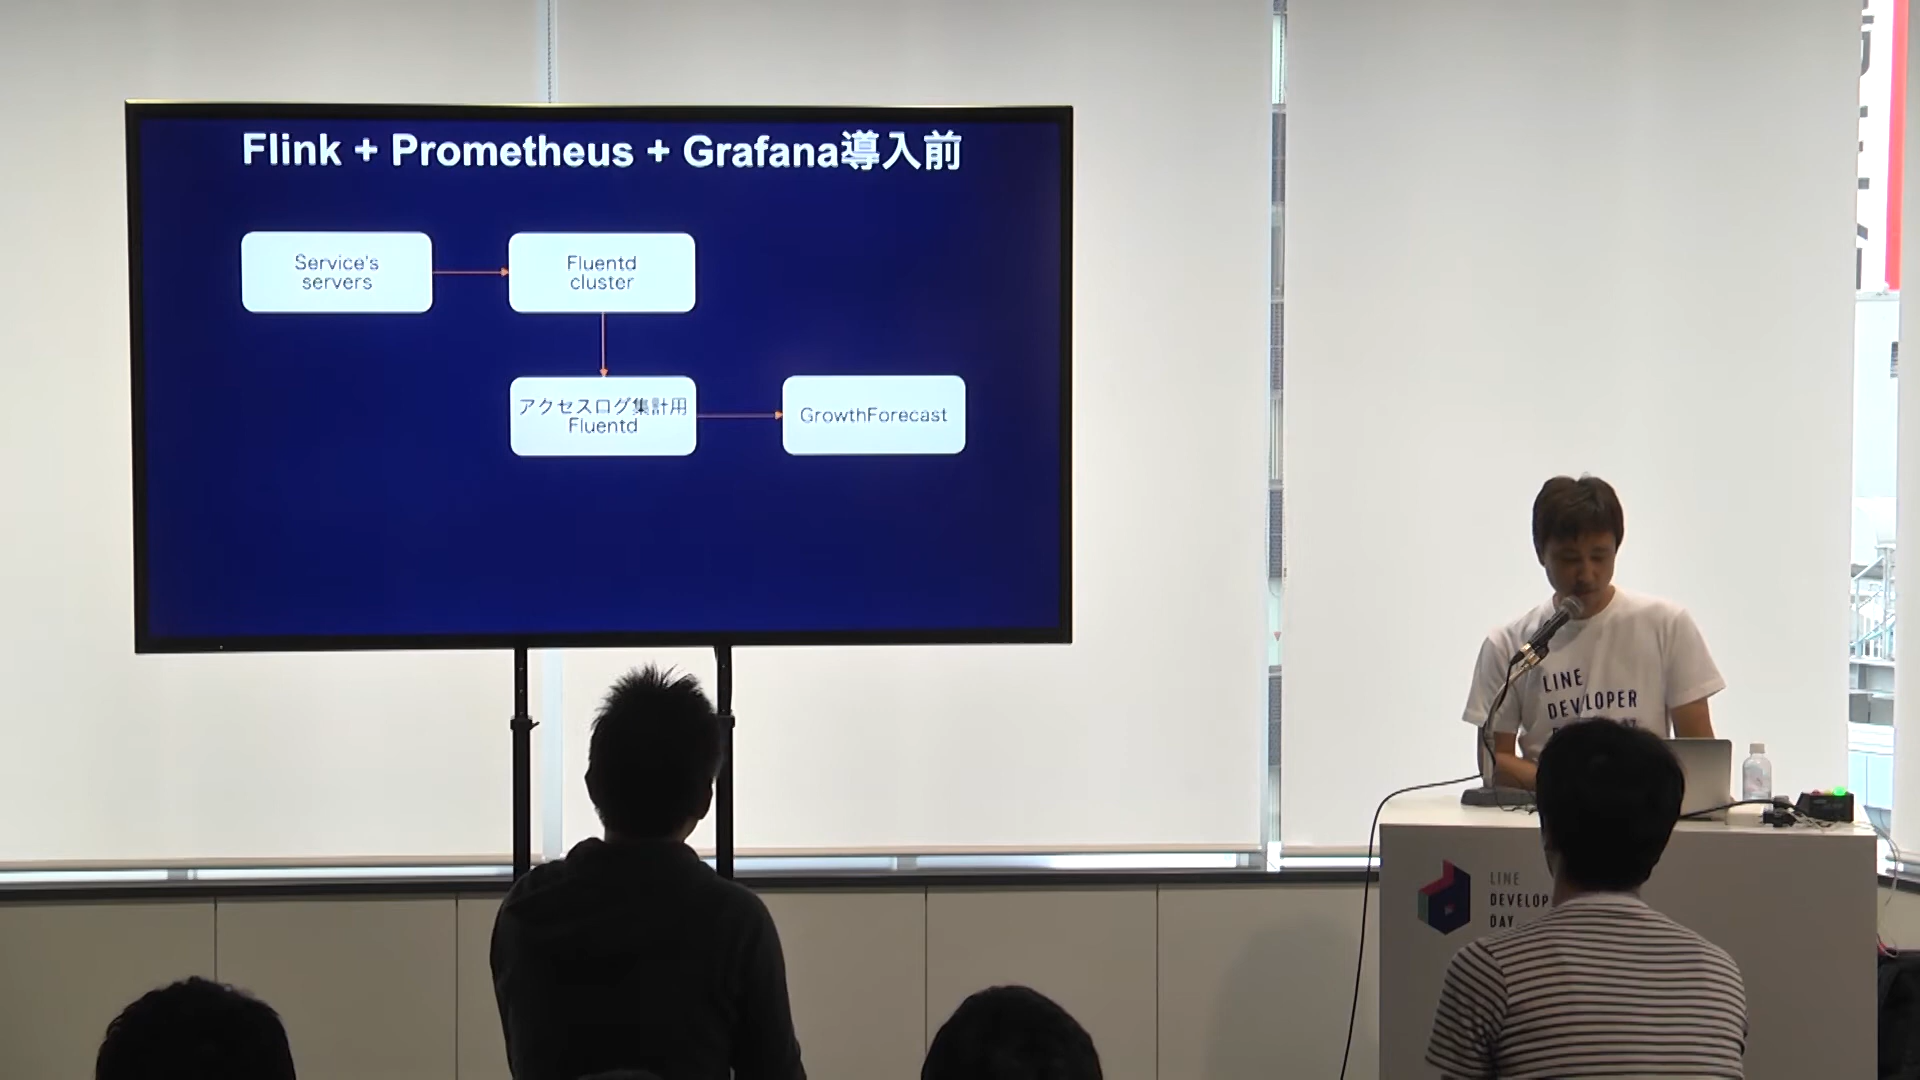 Flink + Prometheus + Grafana導入前
Service's
servers
Fluentd
cluster
アクセスログ集計用
Fluentd
GrowthForecast
LINE
DEVELOPER
LINE
DEVELOP
DAY